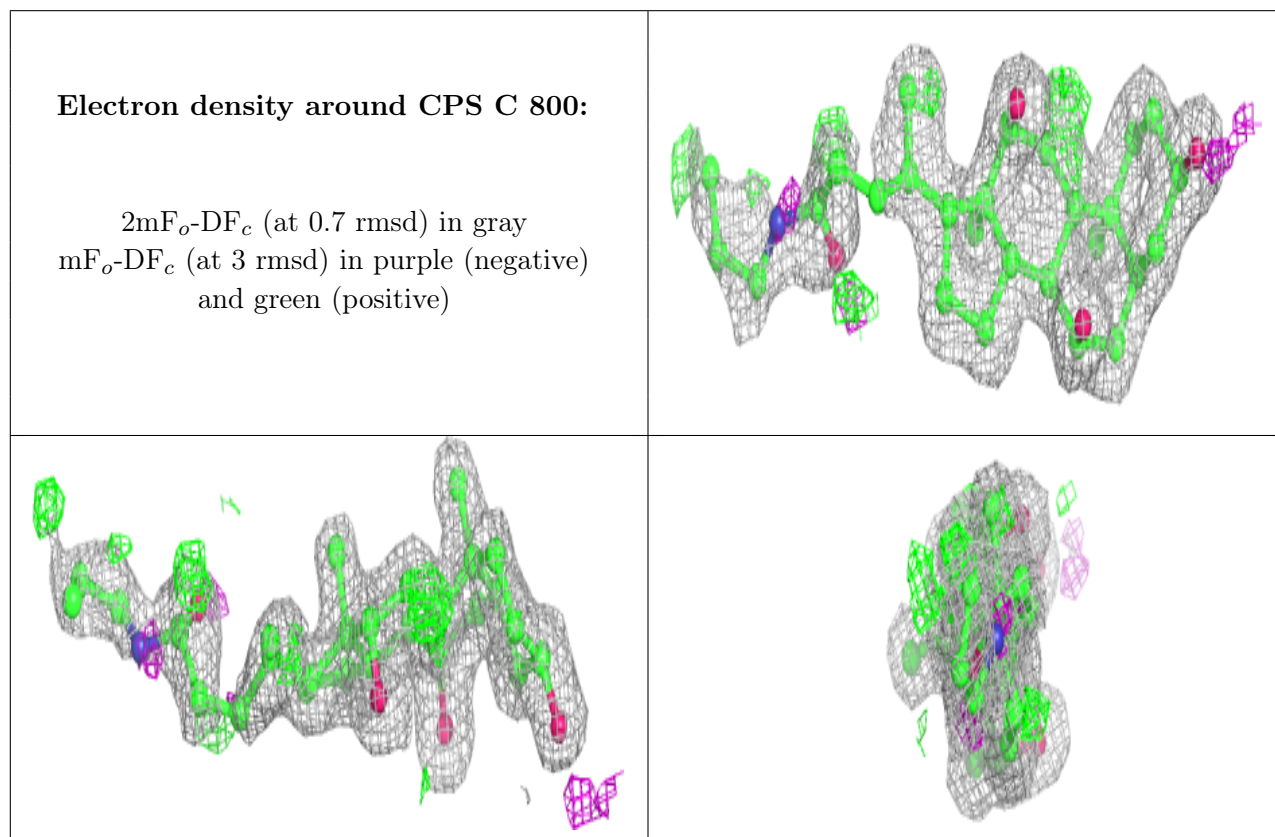 Electron density around CPS C 800:
2mFo-DFc (at 0.7 rmsd) in gray
mFo-DFc (at 3 rmsd) in purple (negative)
and green (positive)